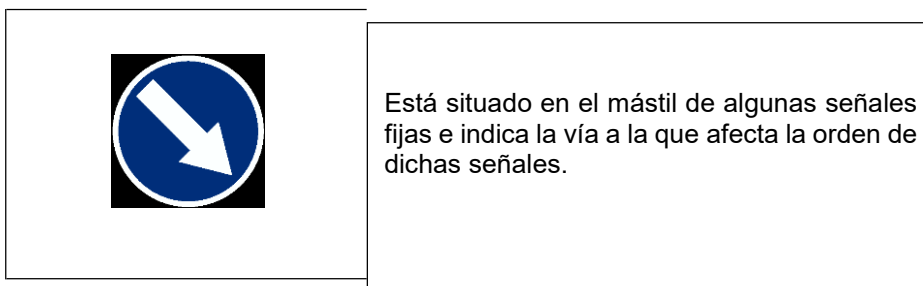 Está situado en el mástil de algunas señales
fijas e indica la vía a la que afecta la orden de
dichas señales.